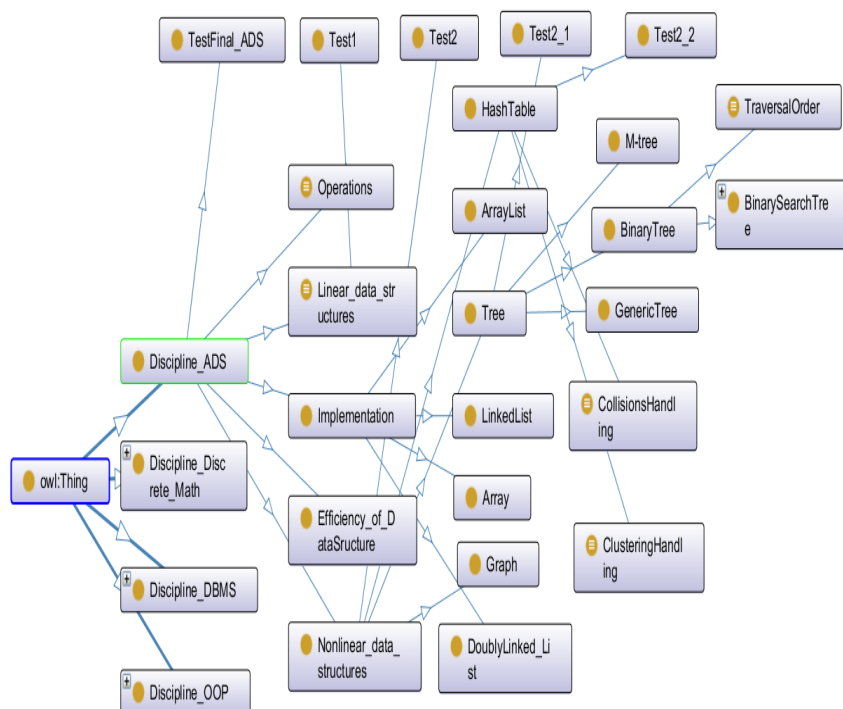 TestFinal_ADS
Test1
Test2
Test2_1
Test2_2
HashTable
TraversalOrder
M-tree
Operations
ArrayList
BinarySearchTre
e
BinaryTree
Linear_data_str
uctures
Tree
GenericTree
Discipline_ADS
Implementation
LinkedList
CollisionsHandl
ing
owl:Thing
Discipline_Disc
rete_Math
Array
Efficiency_of_D
ataSructure
ClusteringHandl
ing
Graph
Discipline_DBMS
Nonlinear_data_
structures
DoublyLinked_Li
st
Discipline_OOP